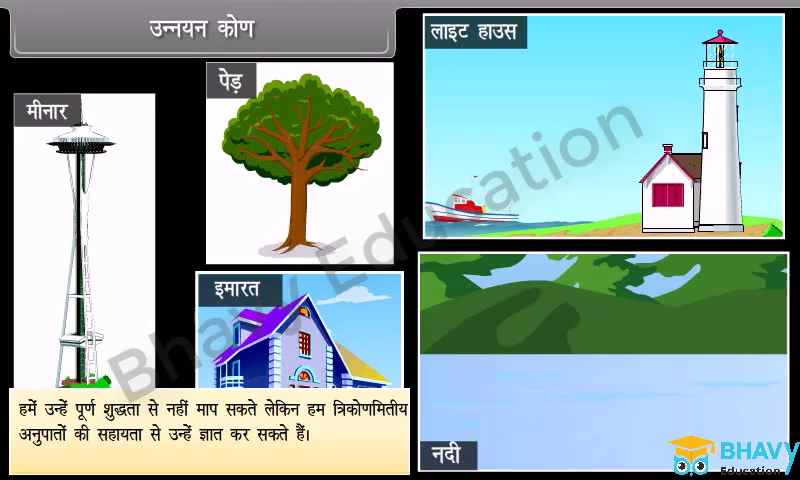 उन्नयन कोण
लाइट हाउस
मीनार
पेड़
इमारत
नदी
हमें उन्हें पूर्ण शुद्धता से नहीं माप सकते लेकिन हम त्रिकोणमितीय
अनुपातों की सहायता से उन्हें ज्ञात कर सकते हैं।
Bhavy Education
BHAVY
Education